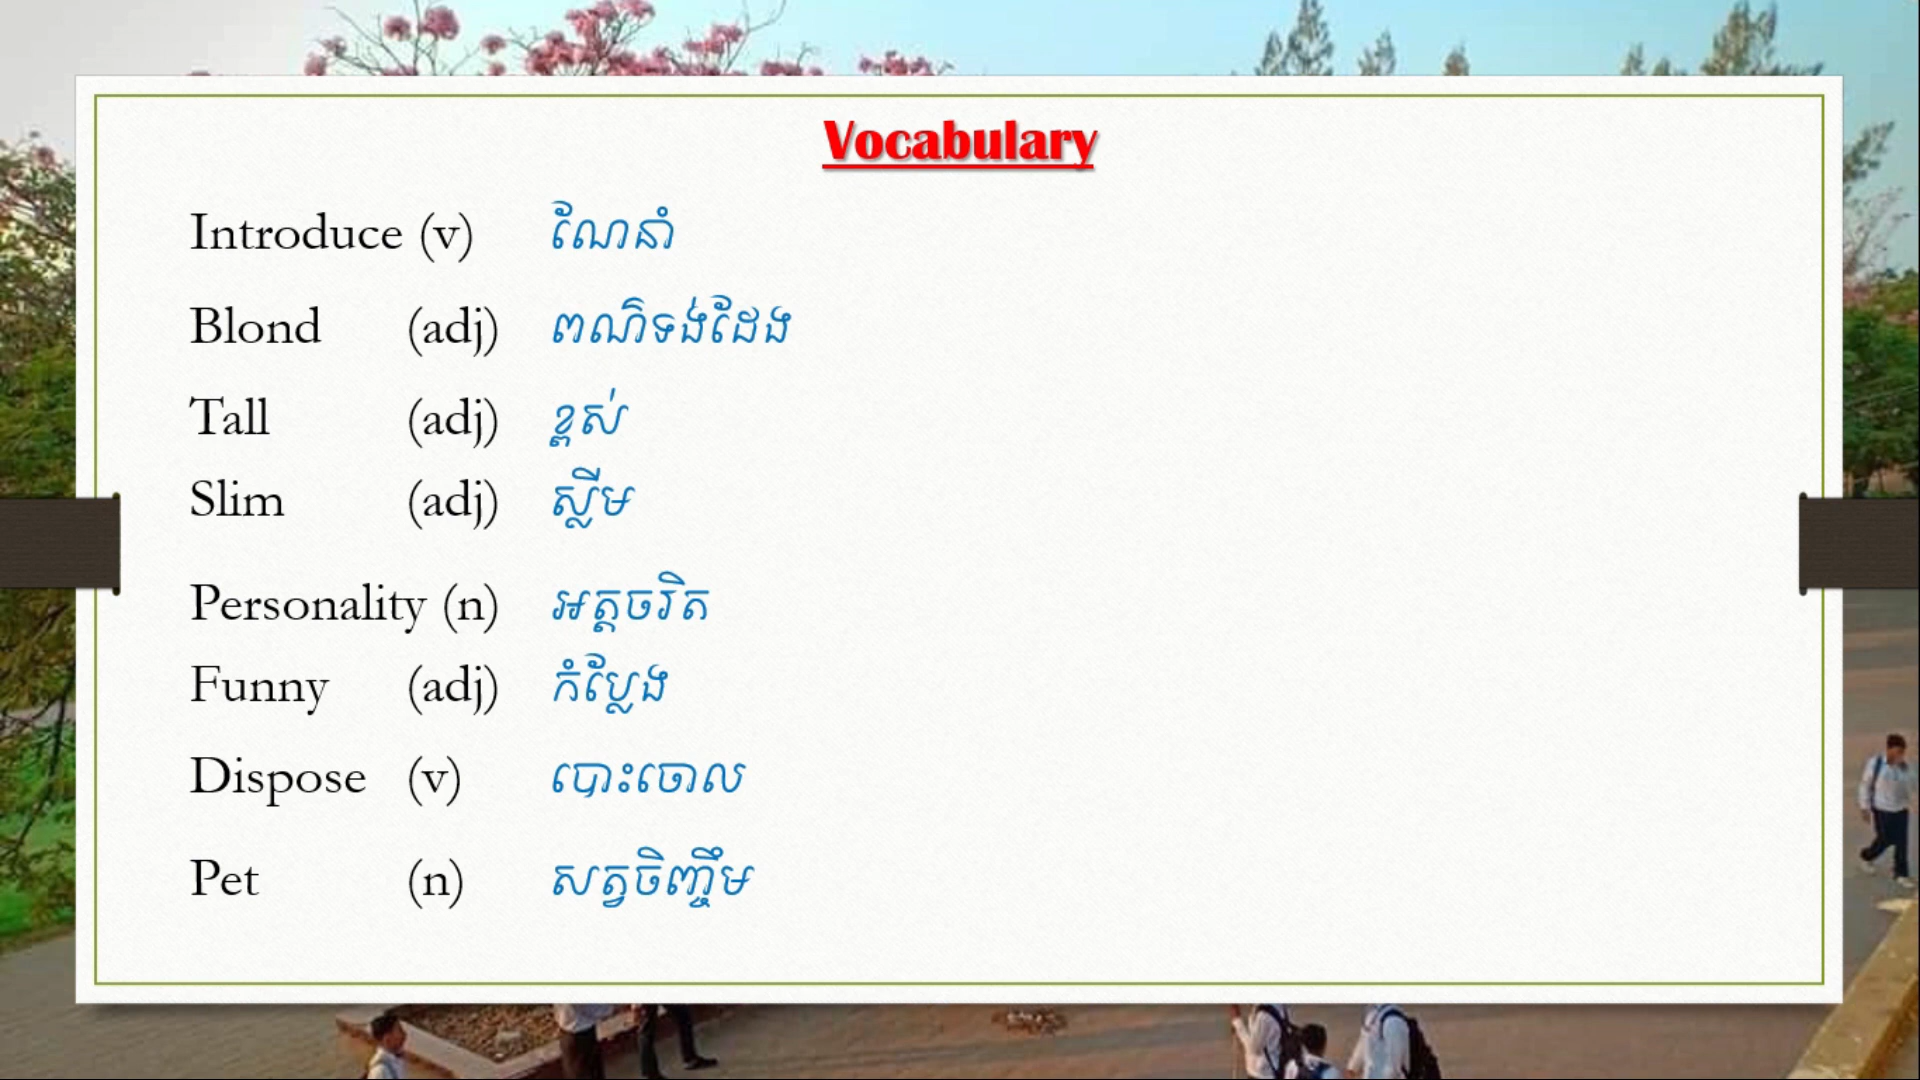 Vocabulary
Introduce (v) ណែនាំ
Blond (adj) ពណ៌ទង់ដែង
Tall (adj) ខ្ពស់
Slim (adj) ស្លីម
Personality (n) អត្តចរិត
Funny (adj) កំប្លែង
Dispose (v) បោះចោល
Pet (n) សត្វចិញ្ចឹម